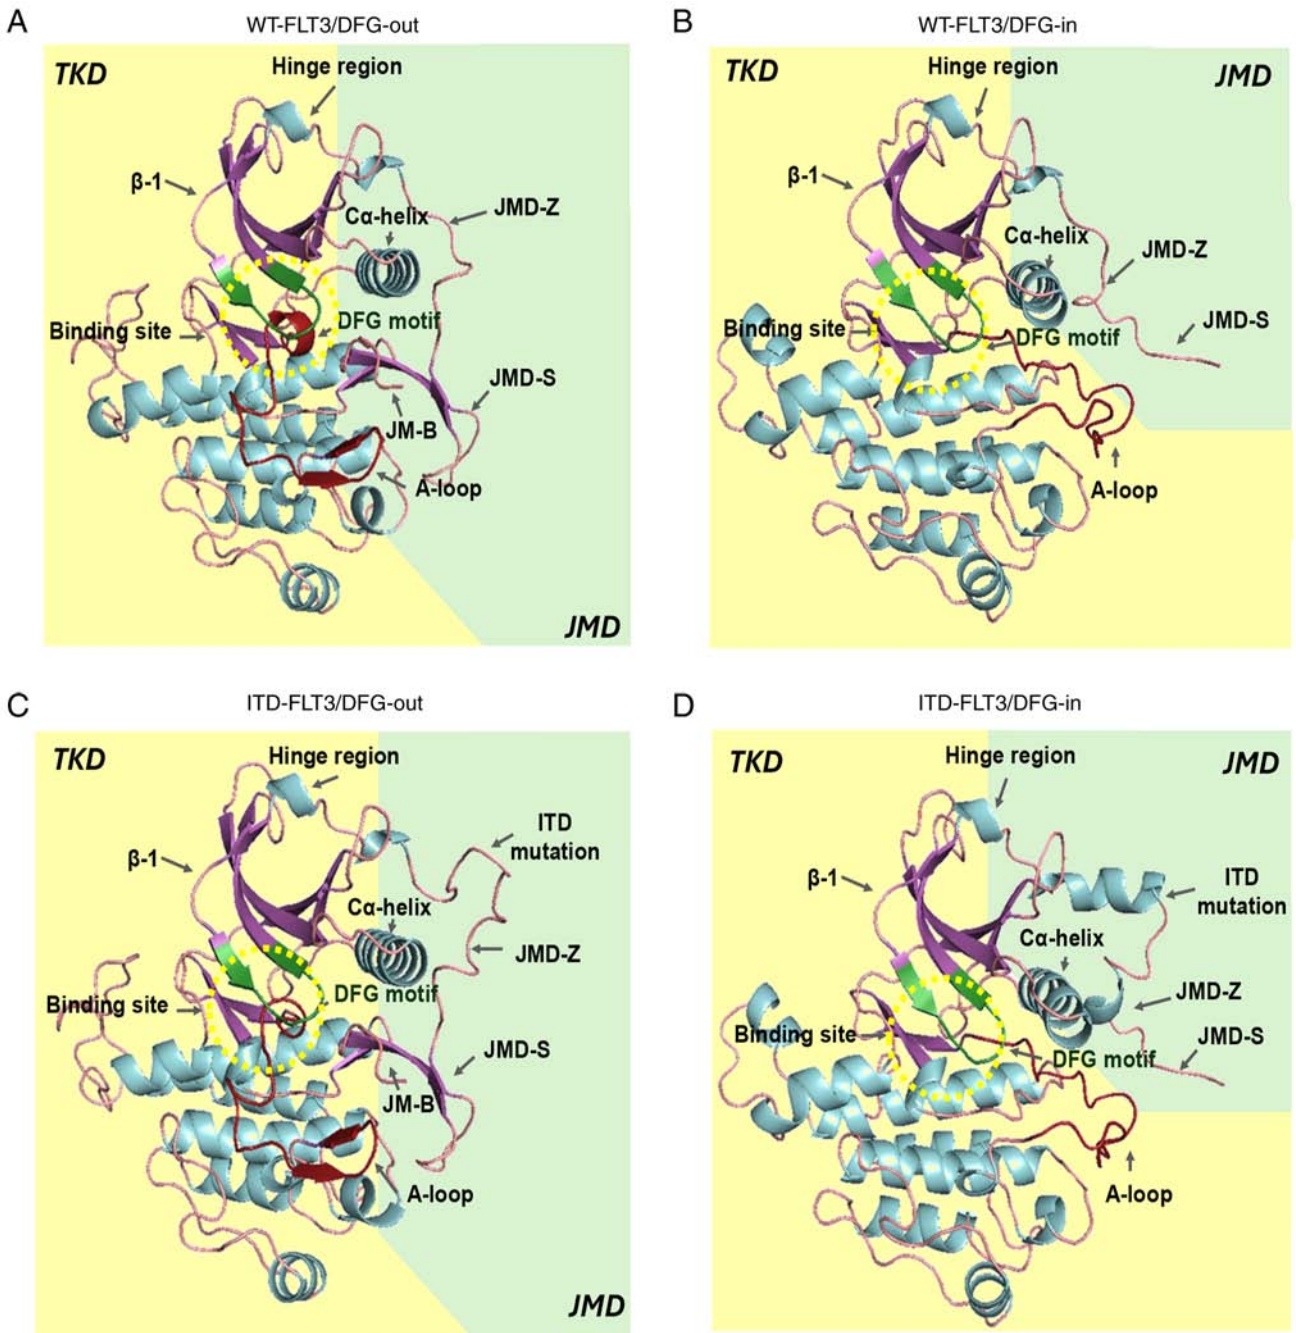 A
WT-FLT3/DFG-out
TKD
Hinge region
β-1
JMD-Z
Cα-helix
Binding site
DFG motif
JMD-S
JM-B
A-loop
JMD
B
WT-FLT3/DFG-in
TKD
Hinge region
JMD
β-1
Cα-helix
JMD-Z
Binding site
DFG motif
JMD-S
A-loop
C
ITD-FLT3/DFG-out
TKD
Hinge region
ITD
mutation
β-1
Cα-helix
JMD-Z
Binding site
DFG motif
JMD-S
JM-B
A-loop
JMD
D
ITD-FLT3/DFG-in
TKD
Hinge region
JMD
β-1
ITD
mutation
Cα-helix
JMD-Z
Binding site
JMD-S
DFG motif
A-loop